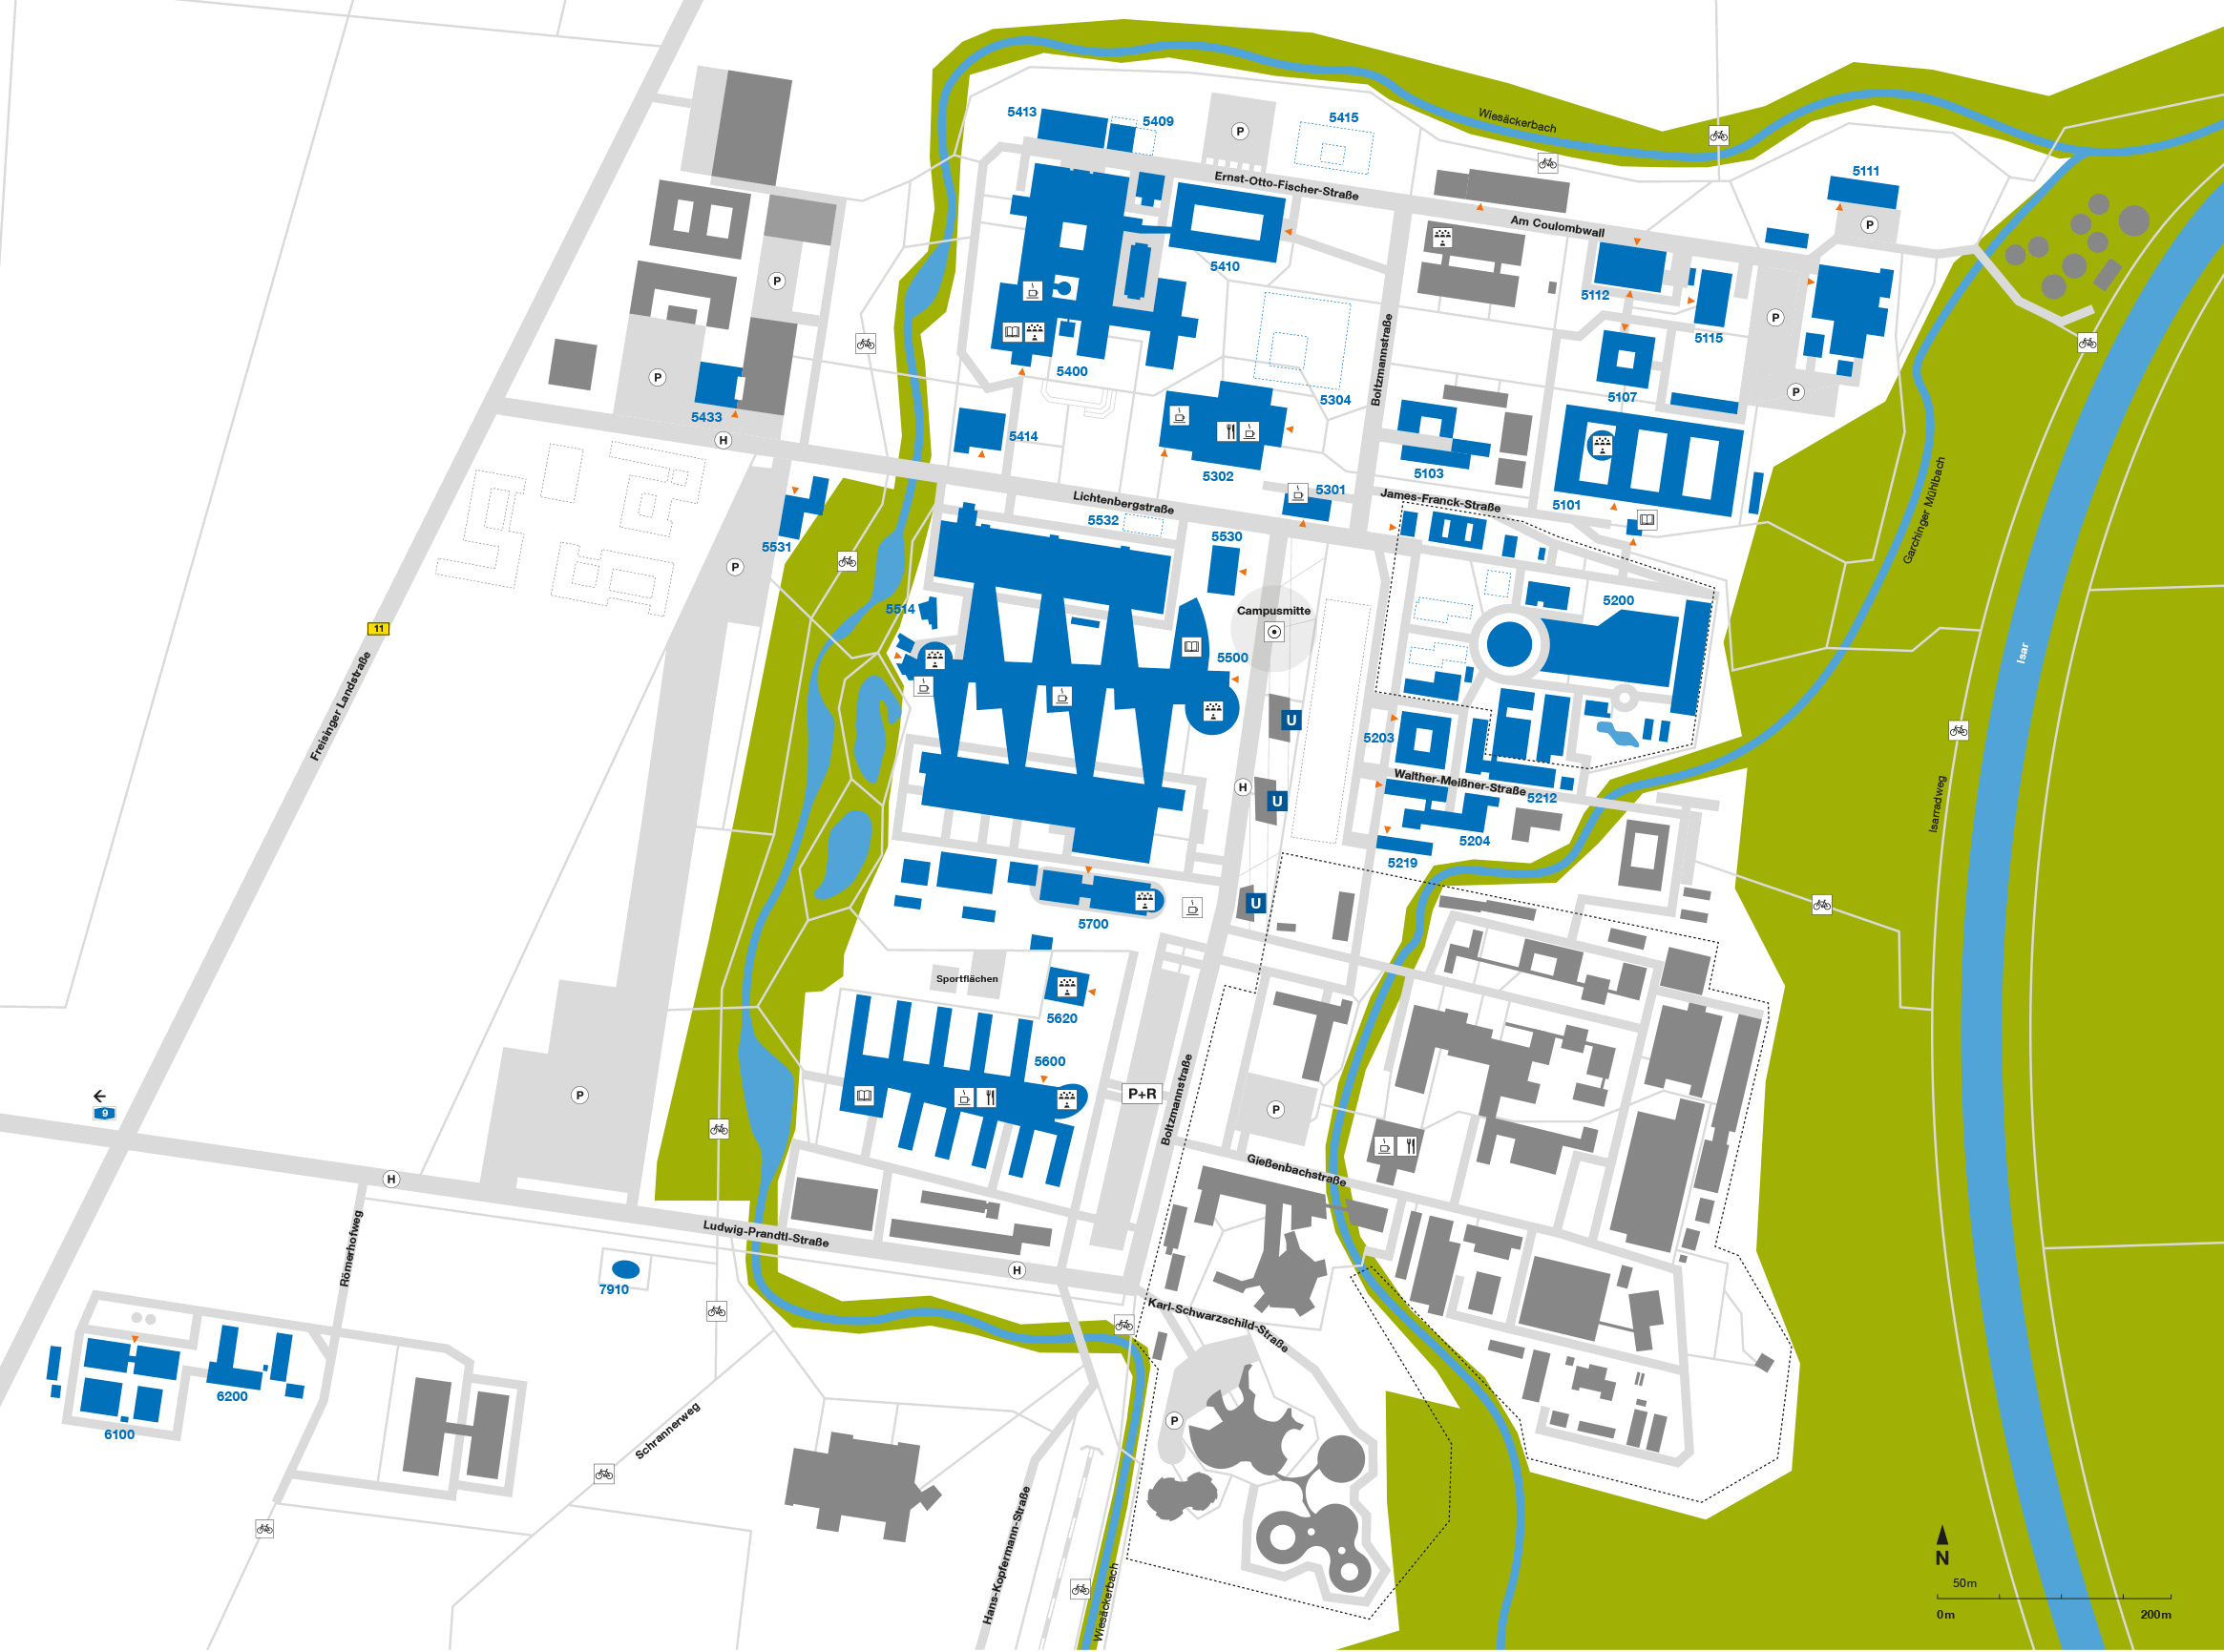 5413
5409
P
5415
Wiesäckerbach
5111
P
Ernst-Otto-Fischer-Straße
Am Coulombwall
5410
P
5112
5115
P
5400
5304
Boltzmannstraße
5107
P
P
5433
H
5414
5302
5103
5301
5101
Lichtenbergstraße
James-Franck-Straße
5532
5530
5531
P
Garchinger Mühlbach
5514
Campusmitte
5200
11
5500
Isar
Freisinger Landstraße
U
5203
H
U
Walther-Meißner-Straße
5212
Isarradweg
5204
5219
U
5700
Sportflächen
5620
5600
P+R
P
Boltzmannstraße
P
9
Gießenbachstraße
H
Ludwig-Prandtl-Straße
Römerhofweg
H
7910
Karl-Schwarzschild-Straße
6200
6100
Schrannerweg
P
Hans-Kopfermann-Straße
Wiesäckerbach
N
50m
0m
200m